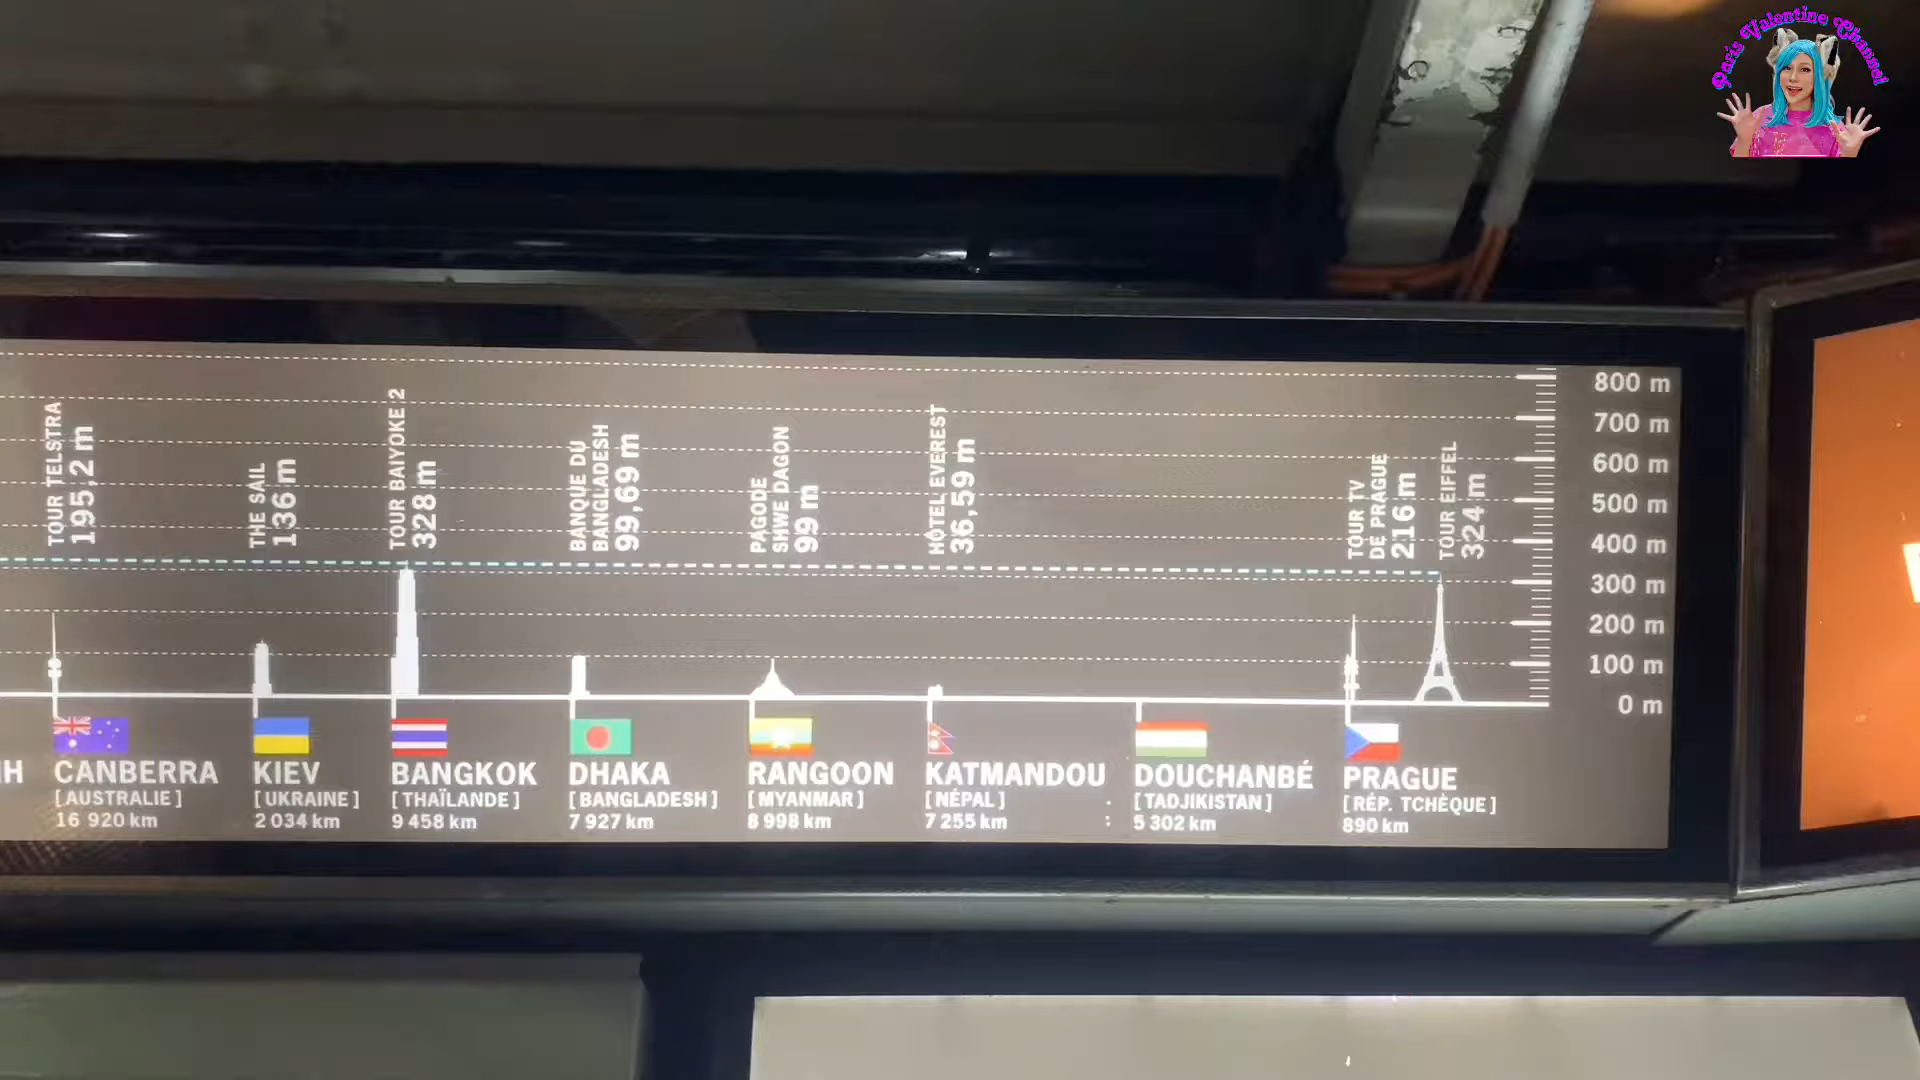 Paris Valentine Channel
800 m
700 m
600 m
500 m
400 m
300 m
200 m
100 m
0 m
TOUR TELSTRA
195,2 m
THE SAIL
136 m
TOUR BAIYOKE 2
328 m
BANQUE DU
BANGLADESH
99,69 m
PAGODE
SHWE DAGON
99 m
HÔTEL EVEREST
36,59 m
TOUR TV
DE PRAGUE
216 m
TOUR EIFFEL
324 m
NH
CANBERRA
[AUSTRALIE]
16 920 km
KIEV
[UKRAINE]
2 034 km
BANGKOK
[THAÏLANDE]
9 458 km
DHAKA
[BANGLADESH]
7 927 km
RANGOON
[MYANMAR]
8 998 km
KATMANDOU
[NÉPAL]
7 255 km
DOUCHANBÉ
[TADJIKISTAN]
5 302 km
PRAGUE
[RÉP. TCHÈQUE]
890 km